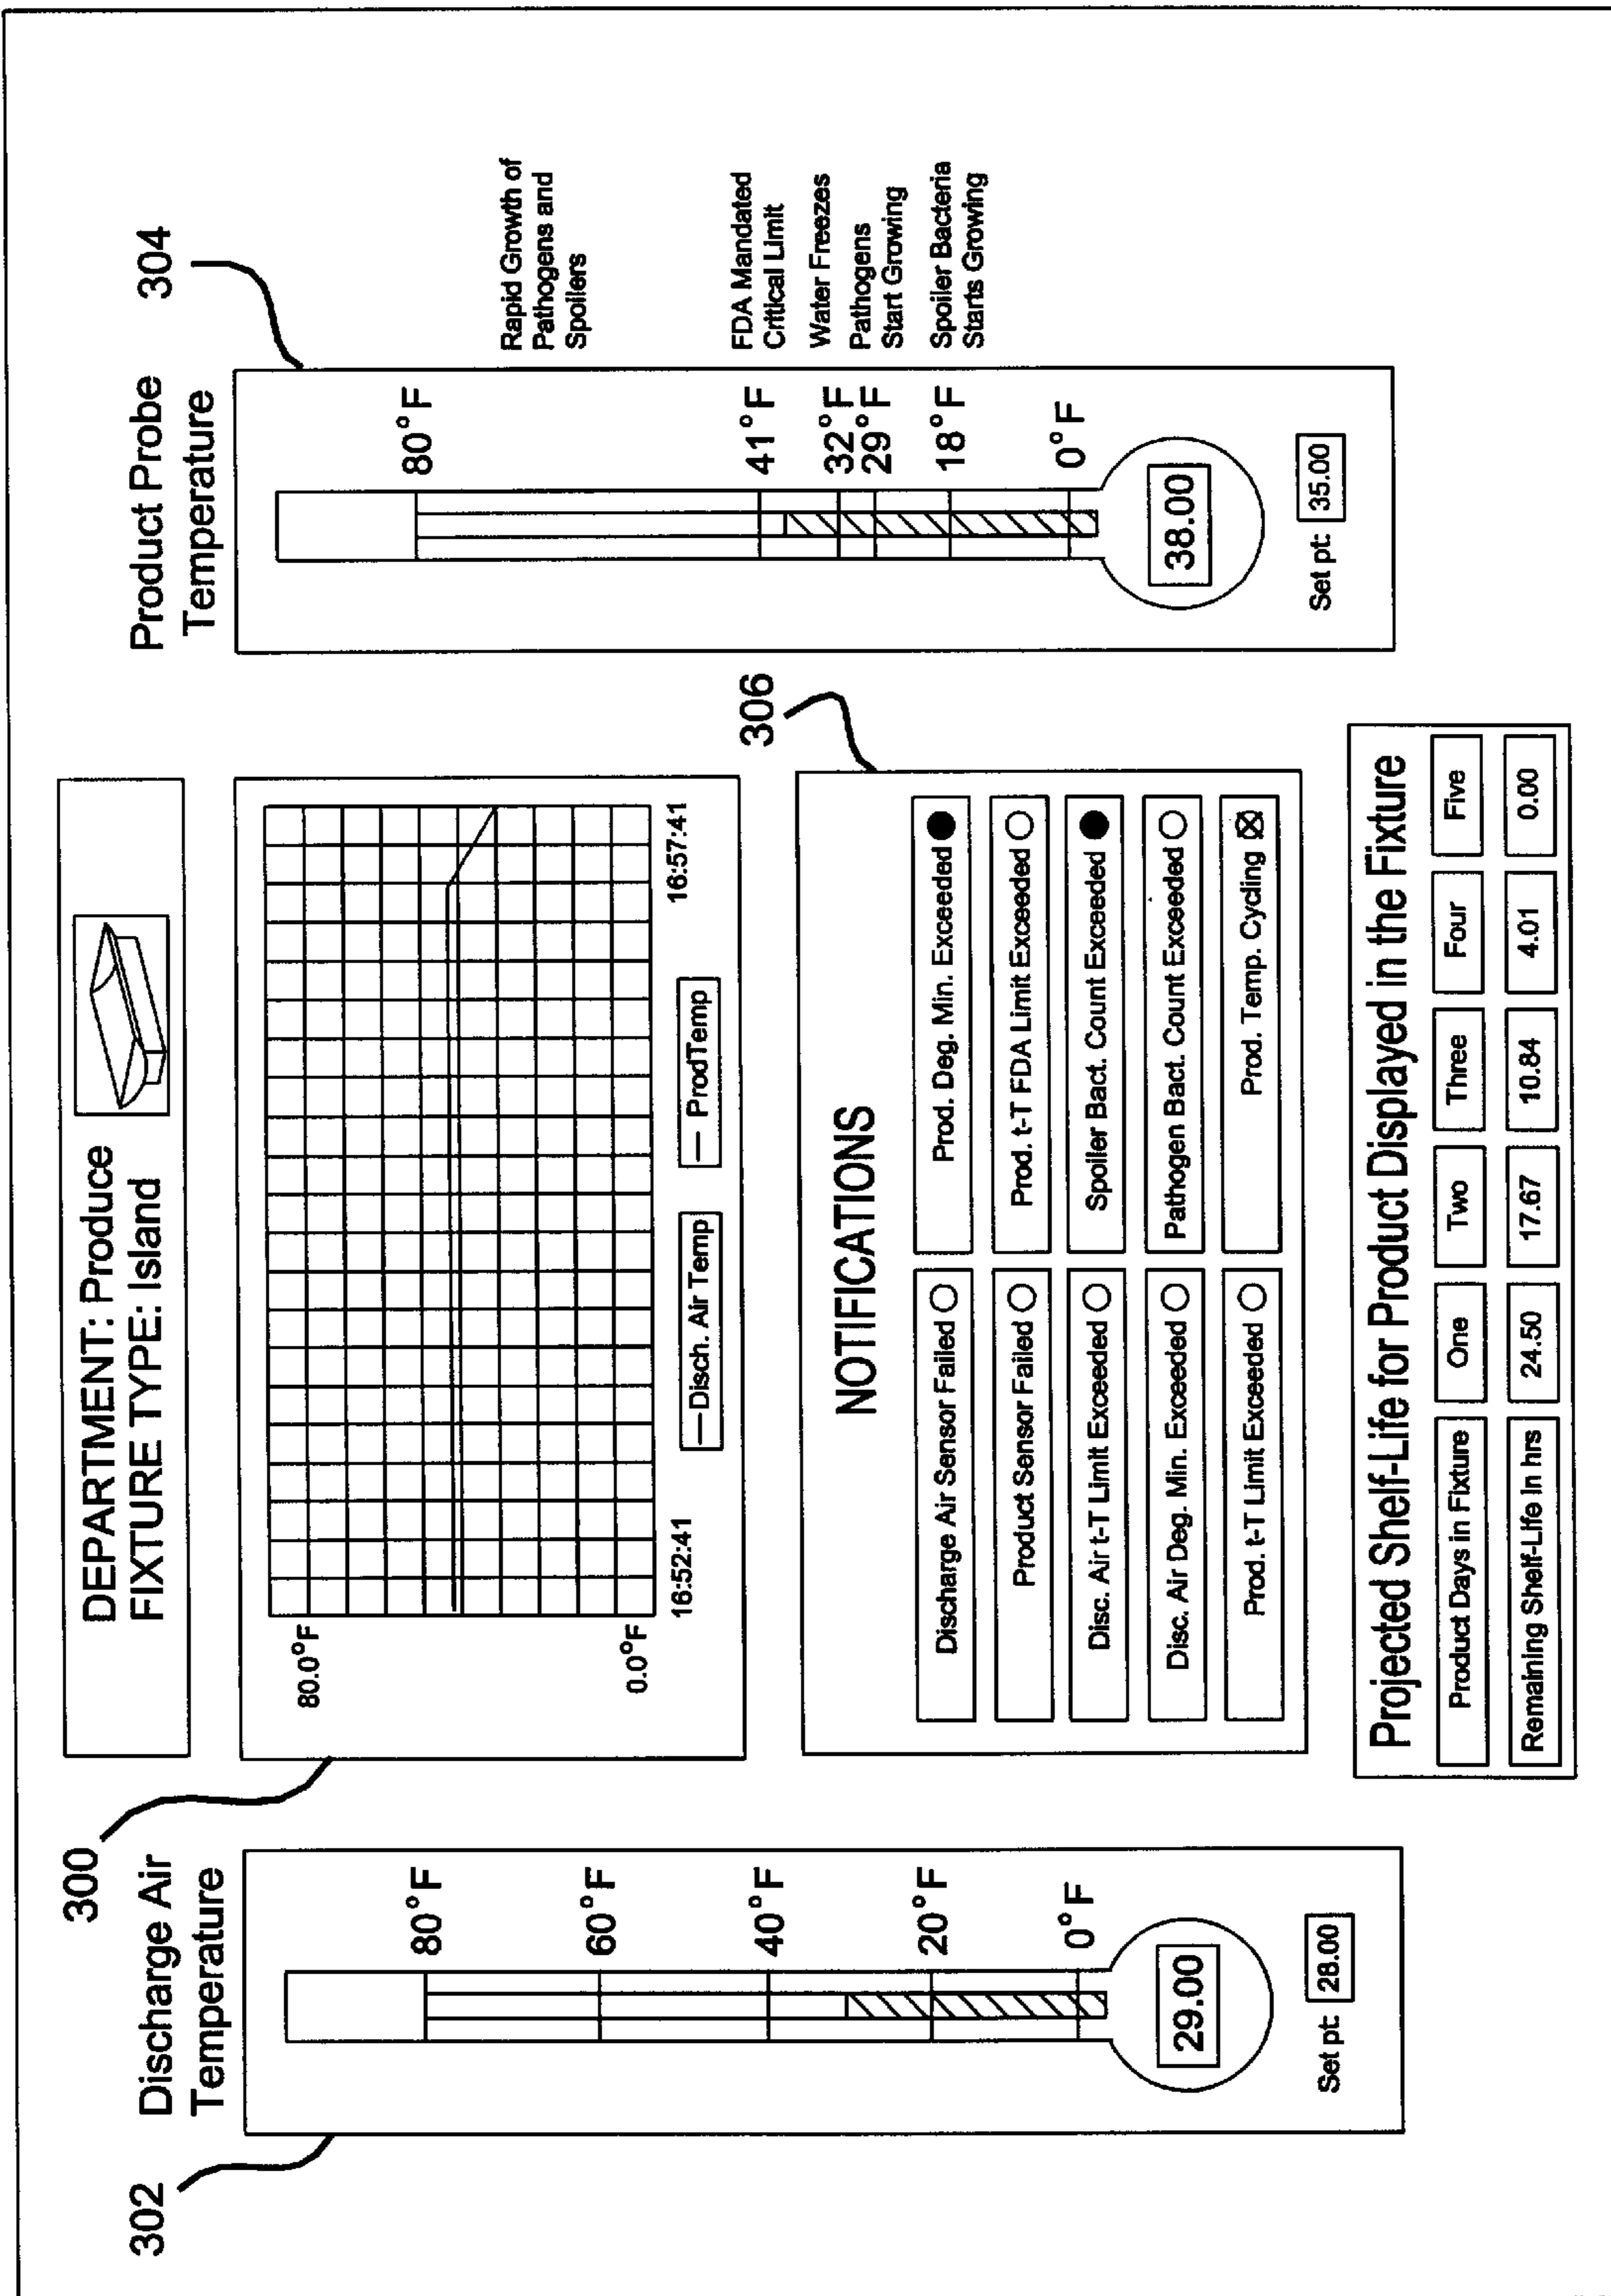 300
302
Discharge Air
Temperature
80°F
60°F
40°F
20°F
0°F
29.00
Set pt: 28.00
DEPARTMENT: Produce
FIXTURE TYPE: Island
80.0°F
0.0°F
16:52:41
16:57:41
Disch. Air Temp
ProdTemp
306
NOTIFICATIONS
Discharge Air Sensor Failed
Prod. Deg. Min. Exceeded
Product Sensor Failed
Prod. t-T FDA Limit Exceeded
Disc. Air t-T Limit Exceeded
Spoiler Bact. Count Exceeded
Disc. Air Deg. Min. Exceeded
Pathogen Bact. Count Exceeded
Prod. t-T Limit Exceeded
Prod. Temp. Cycling
Projected Shelf-Life for Product Displayed in the Fixture
Product Days in Fixture One Two Three Four Five
Remaining Shelf-Life in hrs 24.50 17.67 10.84 4.01 0.00
304
Product Probe
Temperature
80°F
Rapid Growth of
Pathogens and
Spoilers
41°F
FDA Mandated
Critical Limit
32°F
Water Freezes
29°F
Pathogens
Start Growing
18°F
Spoiler Bacteria
Starts Growing
0°F
38.00
Set pt: 35.00